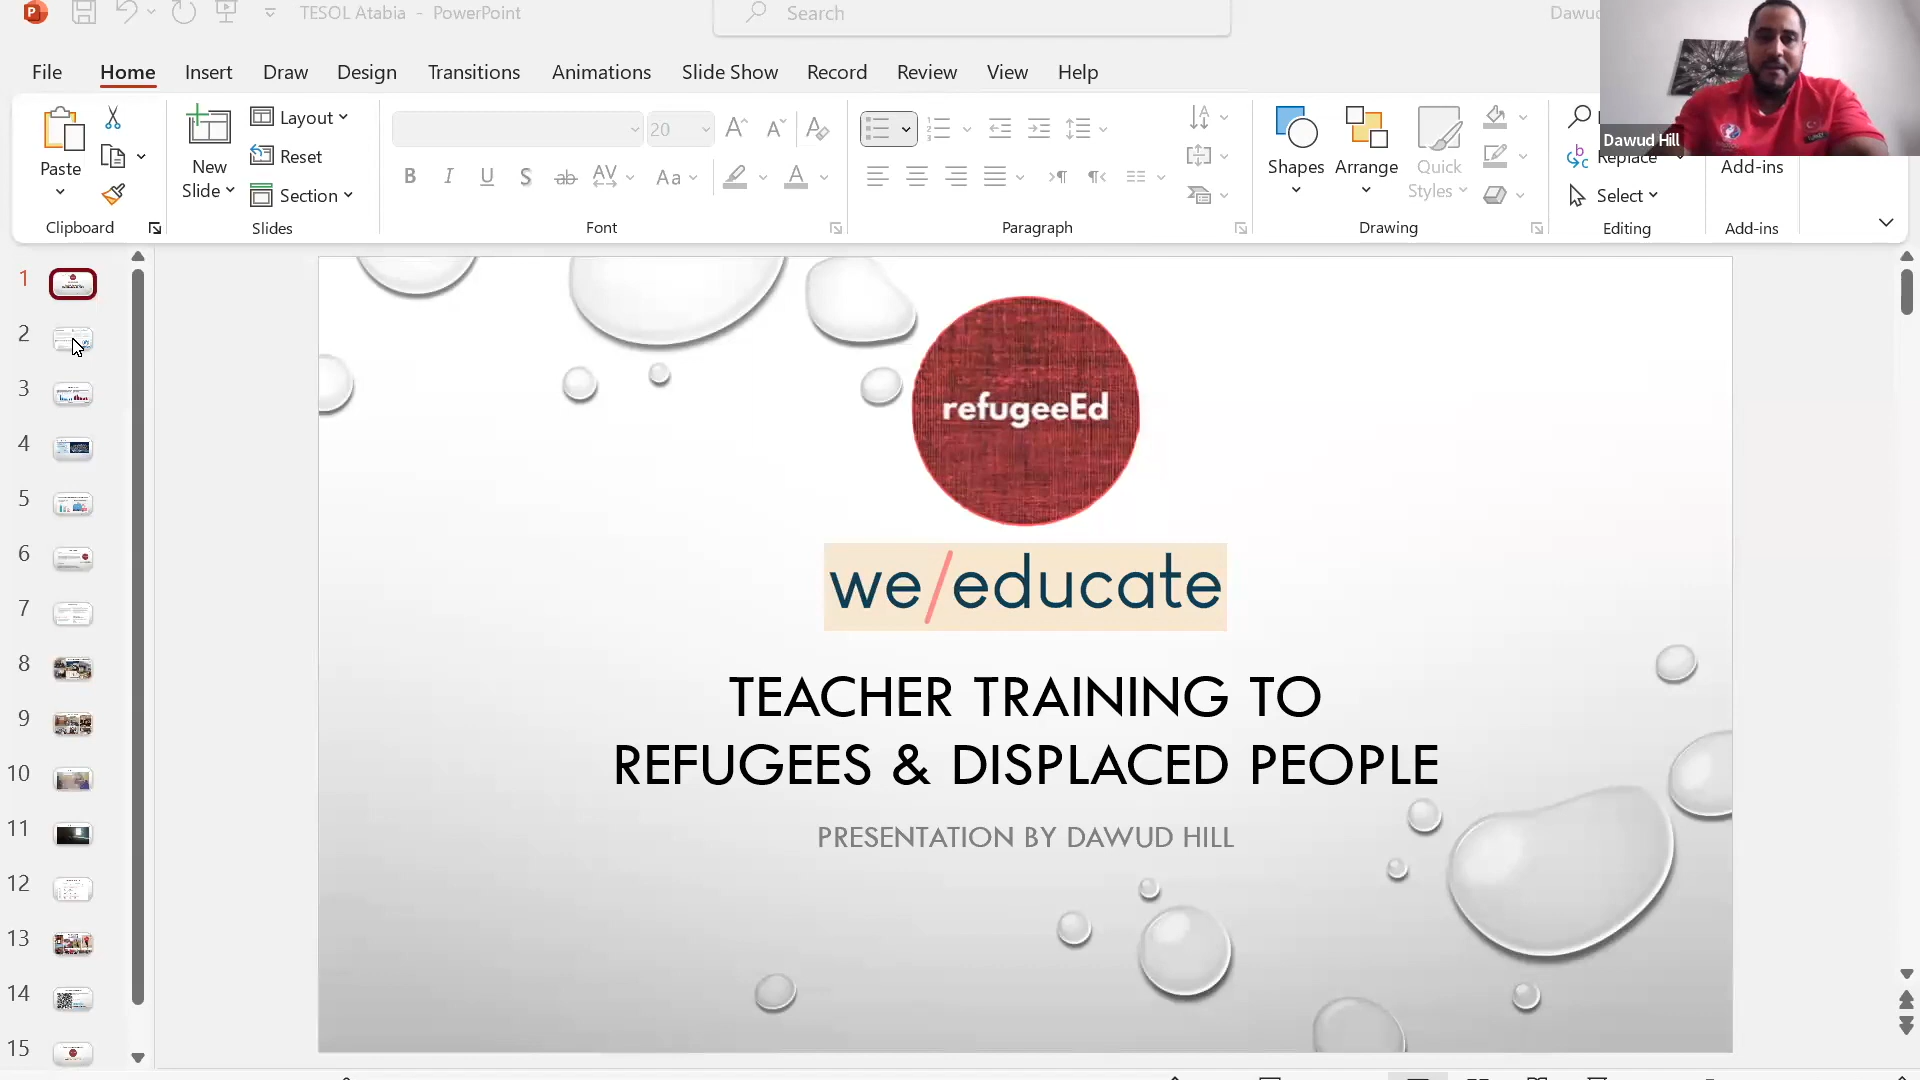 TESOL Atabia - PowerPoint
Search
Dawud
File Home Insert Draw Design Transitions Animations Slide Show Record Review View Help
Paste
Clipboard
New Slide
Layout
Reset
Section
Slides
20
Font
Paragraph
Shapes
Arrange
Quick Styles
Drawing
Replace
Select
Editing
Add-ins
Add-ins
Dawud Hill
1
2
3
4
5
6
7
8
9
10
11
12
13
14
15
refugeeEd
we/educate
TEACHER TRAINING TO
REFUGEES & DISPLACED PEOPLE
PRESENTATION BY DAWUD HILL